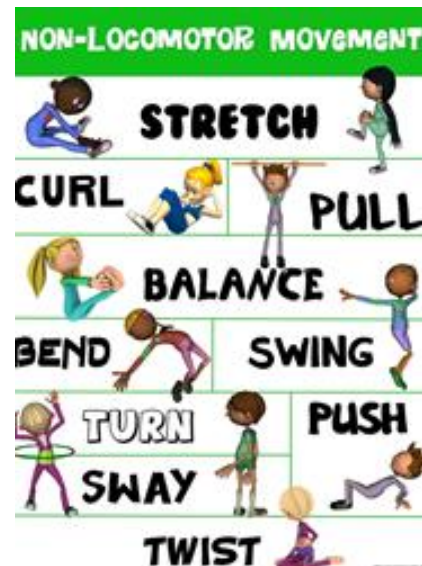 NON-LOCOMOTOR MOVEMENT
STRETCH
CURL
PULL
BALANCE
BEND
SWING
TURN
PUSH
SWAY
TWIST